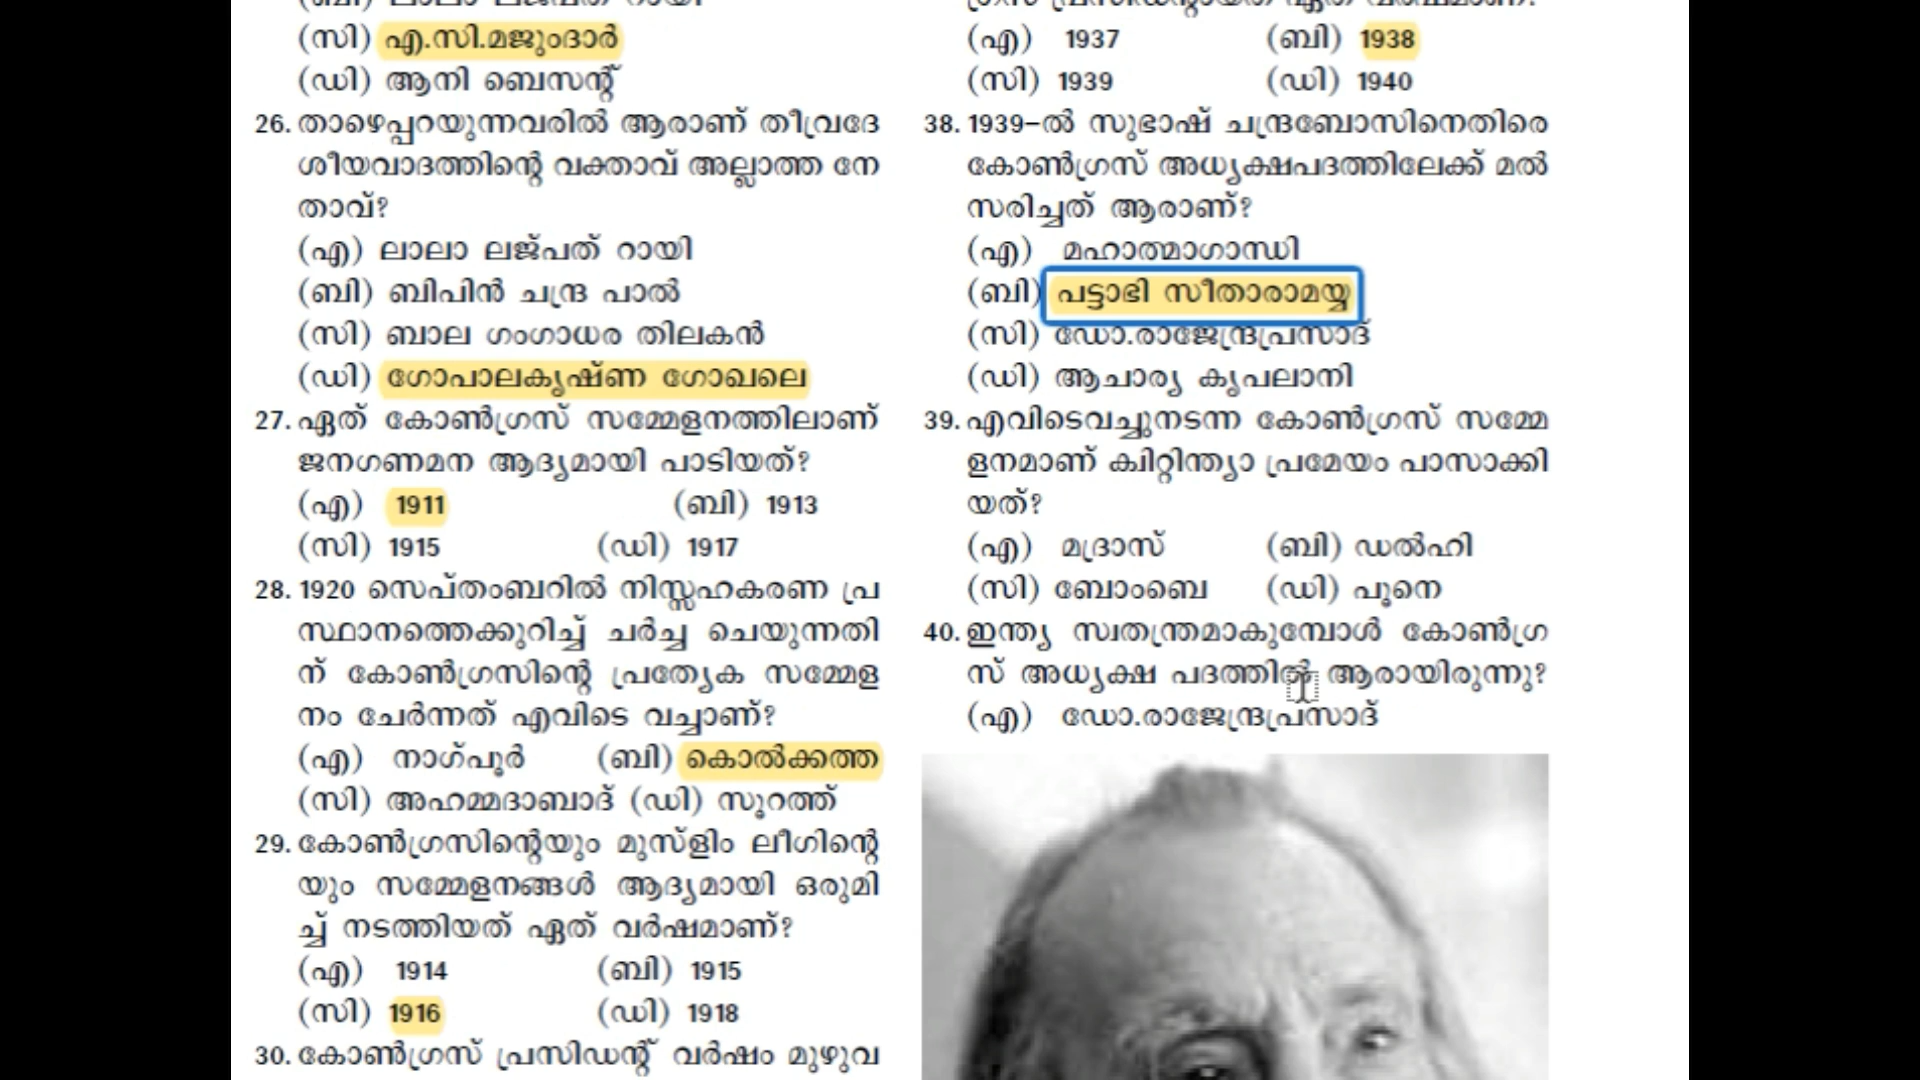 (സി) എ.സി.മജുംദാർ
(ഡി) ആനി ബെസന്റ്
26. താഴെപ്പറയുന്നവരിൽ ആരാണ് തീവ്രദേ
ശീയവാദത്തിന്റെ വക്താവ് അല്ലാത്ത നേ
താവ്?
(എ) ലാലാ ലജ്പത് റായി
(ബി) ബിപിൻ ചന്ദ്ര പാൽ
(സി) ബാല ഗംഗാധര തിലകൻ
(ഡി) ഗോപാലകൃഷ്ണ ഗോഖലെ
27. ഏത് കോൺഗ്രസ് സമ്മേളനത്തിലാണ്
ജനഗണമന ആദ്യമായി പാടിയത്?
(എ) 1911 (ബി) 1913
(സി) 1915 (ഡി) 1917
28. 1920 സെപ്തംബറിൽ നിസ്സഹകരണ പ്ര
സ്ഥാനത്തെക്കുറിച്ച് ചർച്ച ചെയുന്നതി
ന് കോൺഗ്രസിന്റെ പ്രത്യേക സമ്മേള
നം ചേർന്നത് എവിടെ വച്ചാണ്?
(എ) നാഗ്പൂർ (ബി) കൊൽക്കത്ത
(സി) അഹമ്മദാബാദ് (ഡി) സൂറത്ത്
29. കോൺഗ്രസിന്റെയും മുസ്ളിം ലീഗിന്റെ
യും സമ്മേളനങ്ങൾ ആദ്യമായി ഒരുമി
ച്ച് നടത്തിയത് ഏത് വർഷമാണ്?
(എ) 1914 (ബി) 1915
(സി) 1916 (ഡി) 1918
30. കോൺഗ്രസ് പ്രസിഡന്റ് വർഷം മുഴുവ
ഗ്രസ് പ്രസിഡന്റായത് ഏത് വർഷമാണ്?
(എ) 1937 (ബി) 1938
(സി) 1939 (ഡി) 1940
38. 1939-ൽ സുഭാഷ് ചന്ദ്രബോസിനെതിരെ
കോൺഗ്രസ് അധ്യക്ഷപദത്തിലേക്ക് മൽ
സരിച്ചത് ആരാണ്?
(എ) മഹാത്മാഗാന്ധി
(ബി) പട്ടാഭി സീതാരാമയ്യ
(സി) ഡോ.രാജേന്ദ്രപ്രസാദ്
(ഡി) ആചാര്യ കൃപലാനി
39. എവിടെവച്ചുനടന്ന കോൺഗ്രസ് സമ്മേ
ളനമാണ് ക്വിറ്റിന്ത്യാ പ്രമേയം പാസാക്കി
യത്?
(എ) മദ്രാസ് (ബി) ഡൽഹി
(സി) ബോംബെ (ഡി) പൂനെ
40. ഇന്ത്യ സ്വതന്ത്രമാകുമ്പോൾ കോൺഗ്ര
സ് അധ്യക്ഷ പദത്തിൽ ആരായിരുന്നു?
(എ) ഡോ.രാജേന്ദ്രപ്രസാദ്